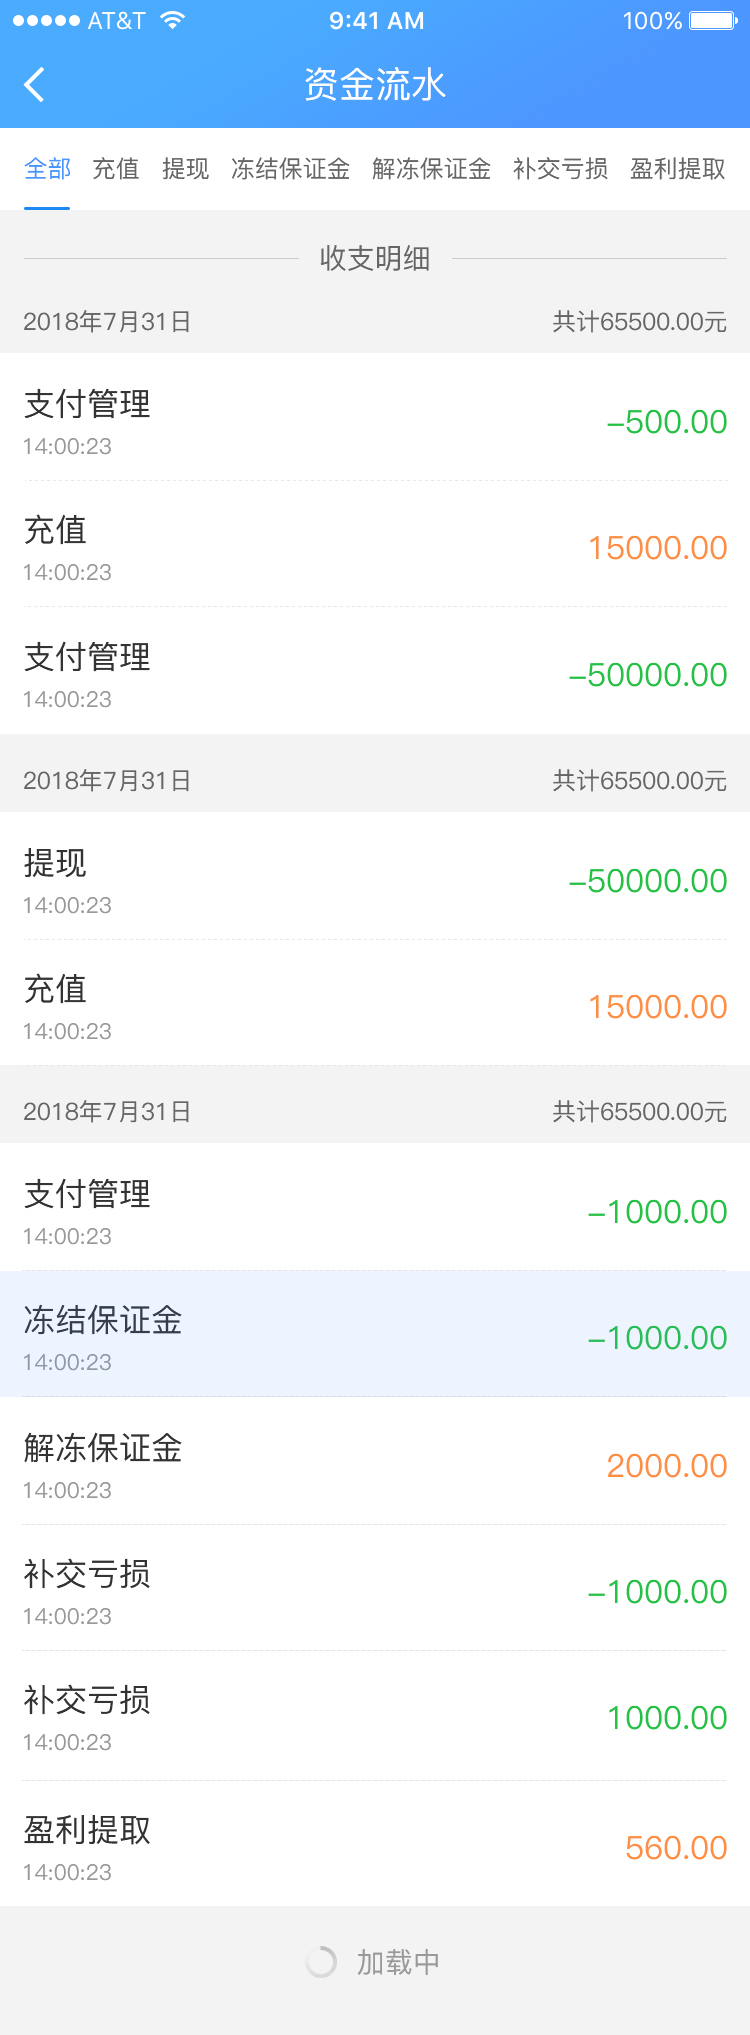 AT&T 9:41 AM 100%
资金流水
全部 充值 提现 冻结保证金 解冻保证金 补交亏损 盈利提取
收支明细
2018年7月31日 共计65500.00元
支付管理
14:00:23
-500.00
充值
14:00:23
15000.00
支付管理
14:00:23
-50000.00
2018年7月31日 共计65500.00元
提现
14:00:23
-50000.00
充值
14:00:23
15000.00
2018年7月31日 共计65500.00元
支付管理
14:00:23
-1000.00
冻结保证金
14:00:23
-1000.00
解冻保证金
14:00:23
2000.00
补交亏损
14:00:23
-1000.00
补交亏损
14:00:23
1000.00
盈利提取
14:00:23
560.00
加载中